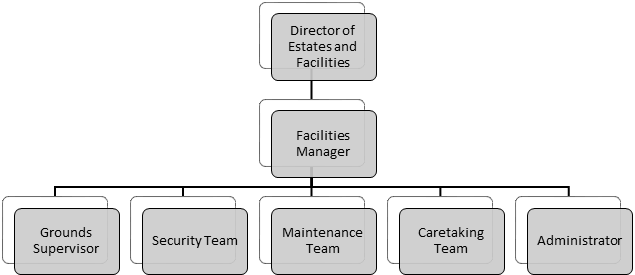 Director of
Estates and
Facilities
Facilities
Manager
Grounds
Supervisor
Security Team
Maintenance
Team
Caretaking
Team
Administrator